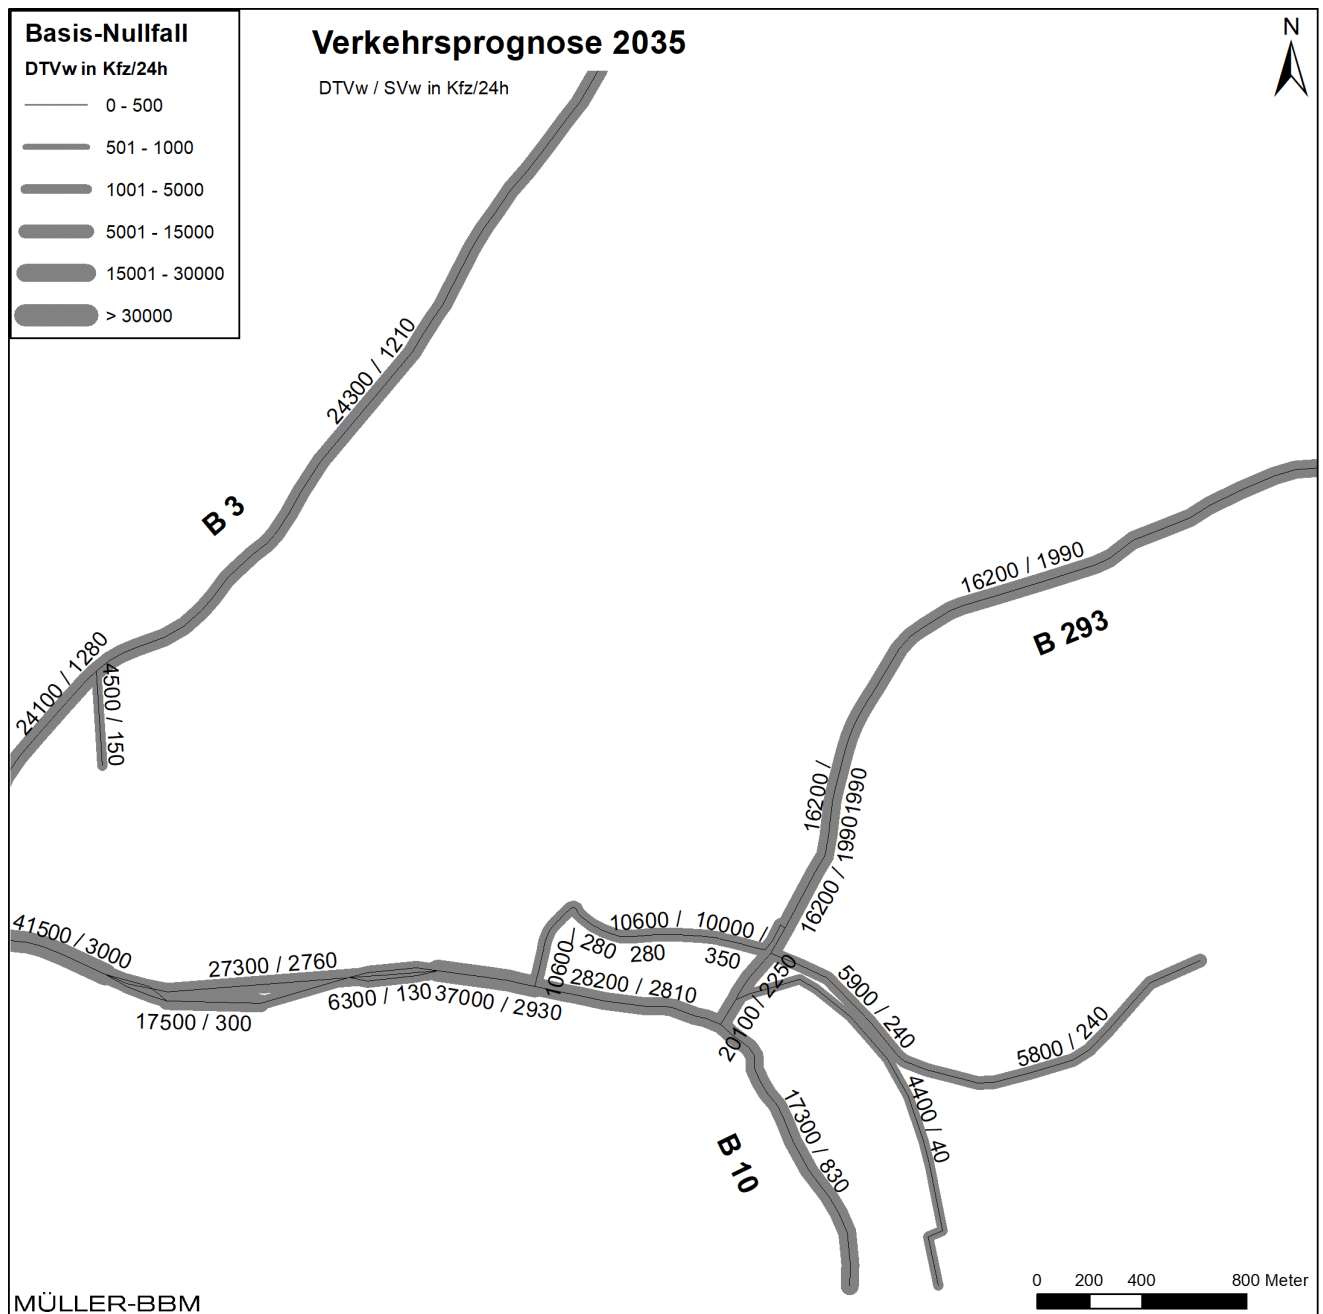 Basis-Nullfall
DTVw in Kfz/24h
0 - 500
501 - 1000
1001 - 5000
5001 - 15000
15001 - 30000
> 30000
Verkehrsprognose 2035
DTVw / SVw in Kfz/24h
N
24300 / 1210
B 3
24100 / 1280
4500 / 150
16200 / 1990
B 293
16200 /
1990
16200 / 1990
41500 / 3000
27300 / 2760
17500 / 300
6300 / 130
37000 / 2930
10600 /
280
10600 /
280
10000 /
350
28200 / 2810
20100 / 2250
5900 / 240
5800 / 240
4400 / 40
17300 / 830
B 10
0 200 400 800 Meter
MÜLLER-BBM